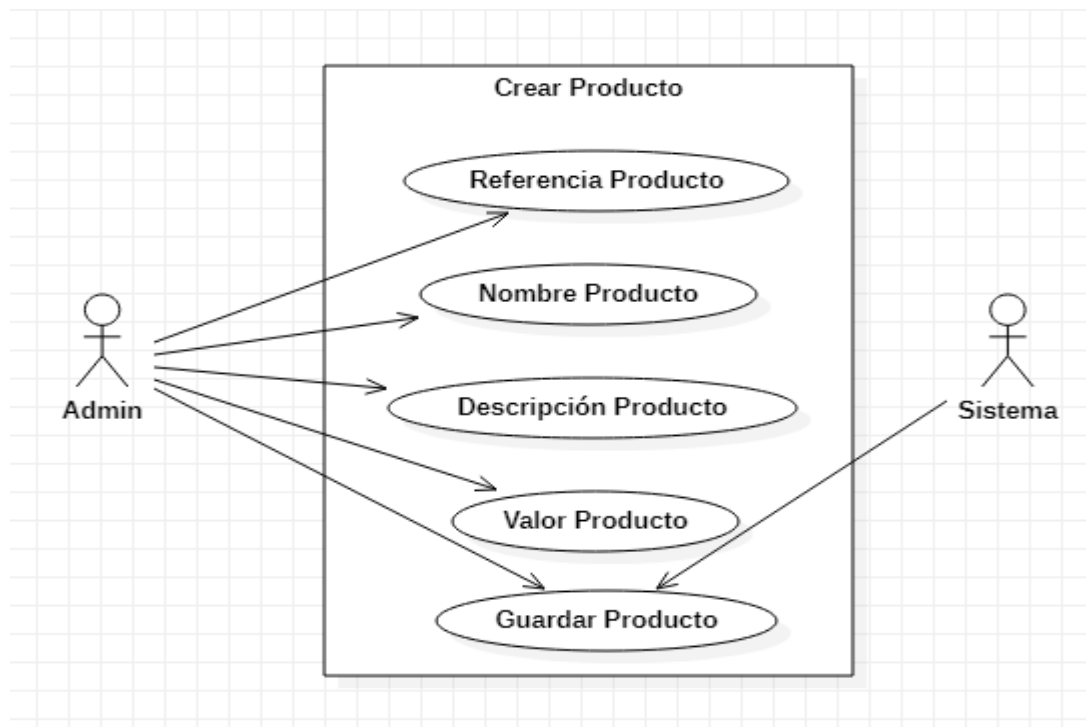 Crear Producto
Referencia Producto
Nombre Producto
Descripción Producto
Admin
Sistema
Valor Producto
Guardar Producto